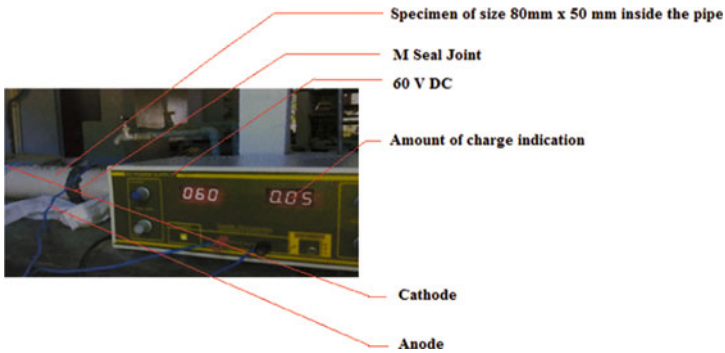 Specimen of size 80mm x 50 mm inside the pipe
M Seal Joint
60 V DC
Amount of charge indication
060 0.05
Cathode
Anode